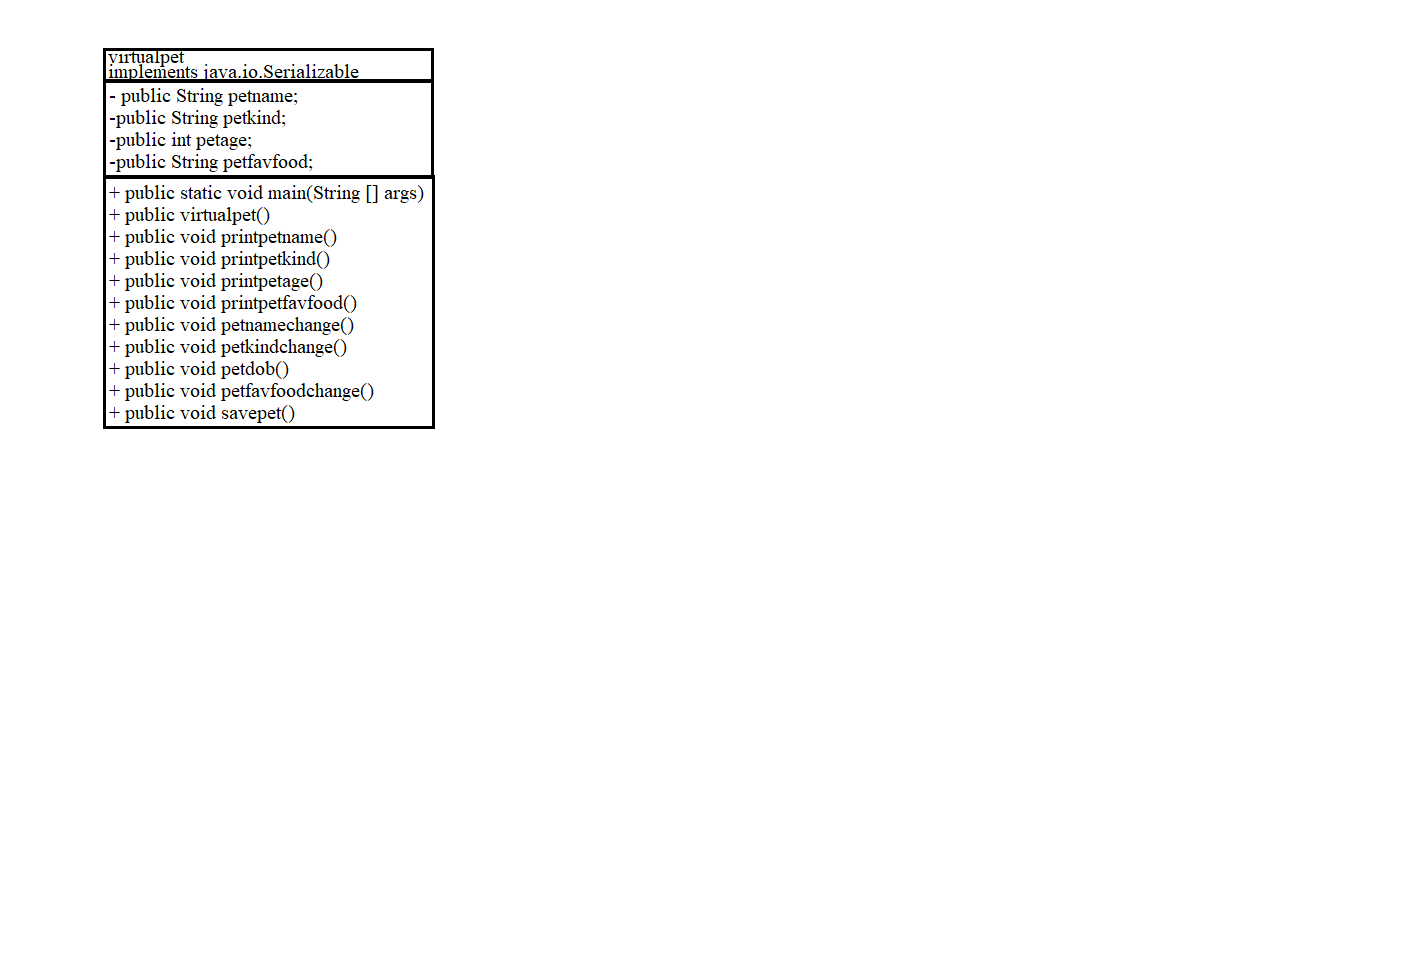 virtualpet
implements java.io.Serializable
- public String petname;
-public String petkind;
-public int petage;
-public String petfavfood;
+ public static void main(String [] args)
+ public virtualpet()
+ public void printpetname()
+ public void printpetkind()
+ public void printpetage()
+ public void printpetfavfood()
+ public void petnamechange()
+ public void petkindchange()
+ public void petdob()
+ public void petfavfoodchange()
+ public void savepet()